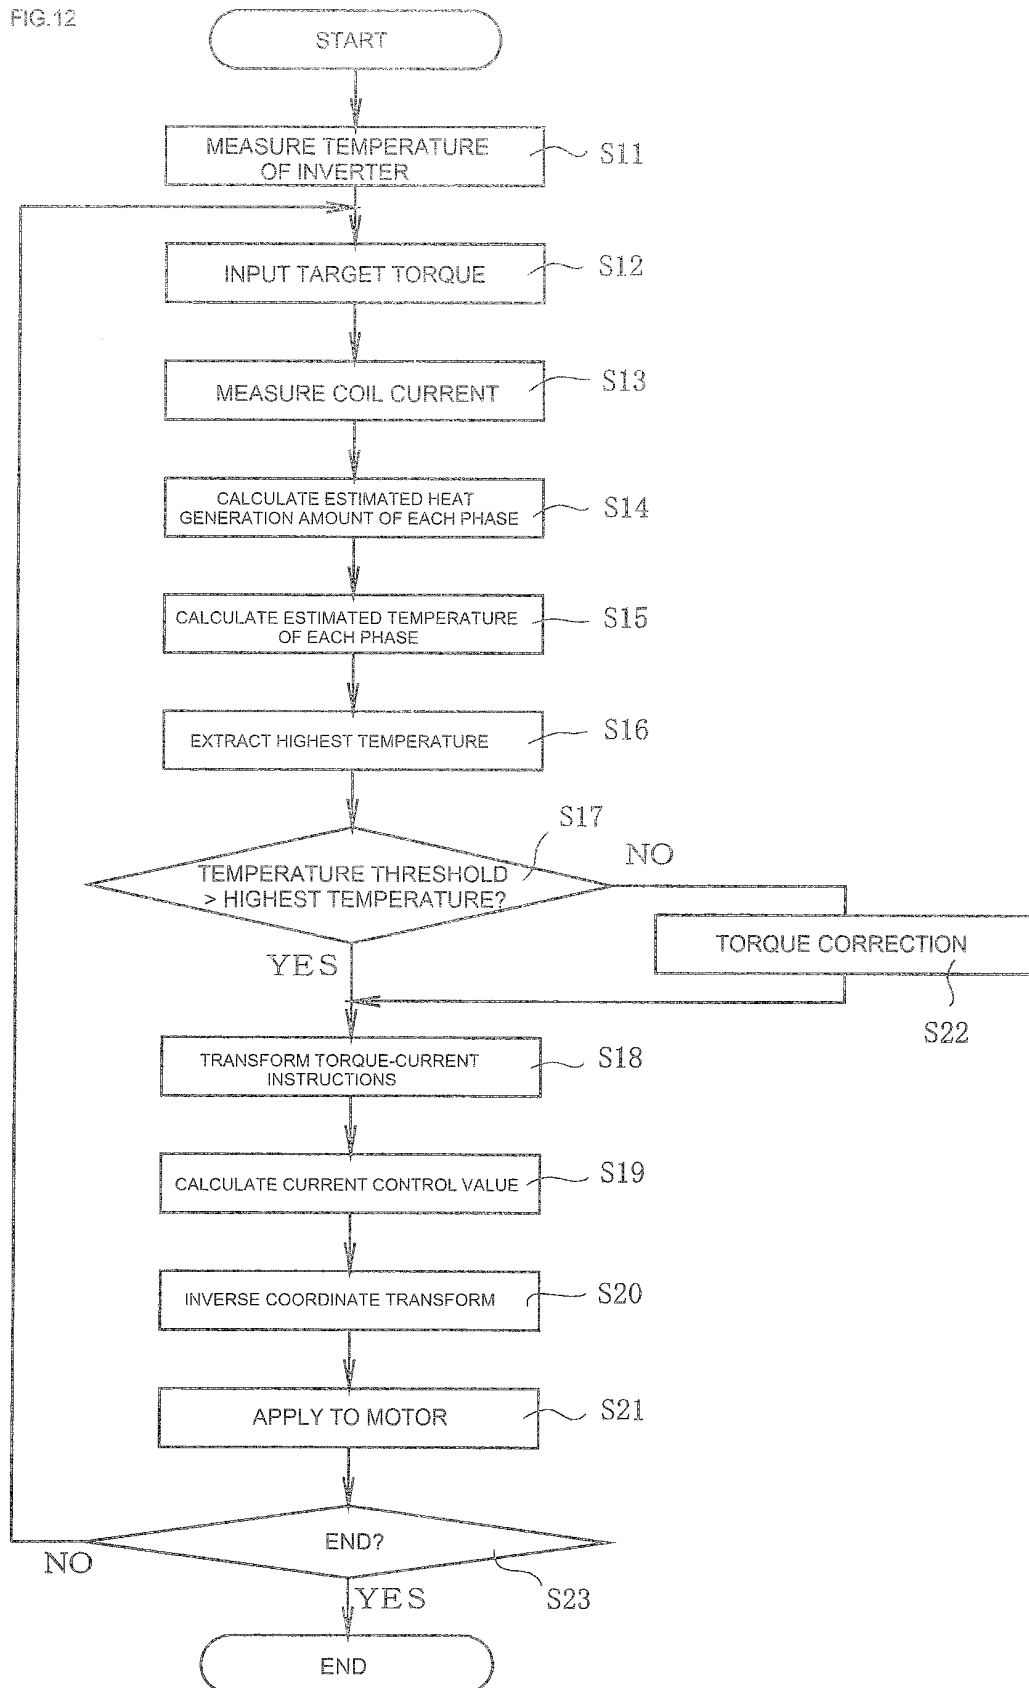 FIG.12
START
MEASURE TEMPERATURE
OF INVERTER
S11
INPUT TARGET TORQUE
S12
MEASURE COIL CURRENT
S13
CALCULATE ESTIMATED HEAT
GENERATION AMOUNT OF EACH PHASE
S14
CALCULATE ESTIMATED TEMPERATURE
OF EACH PHASE
S15
EXTRACT HIGHEST TEMPERATURE
S16
S17
TEMPERATURE THRESHOLD
> HIGHEST TEMPERATURE?
NO
YES
TORQUE CORRECTION
S22
TRANSFORM TORQUE-CURRENT
INSTRUCTIONS
S18
CALCULATE CURRENT CONTROL VALUE
S19
INVERSE COORDINATE TRANSFORM
S20
APPLY TO MOTOR
S21
END?
NO
S23
YES
END